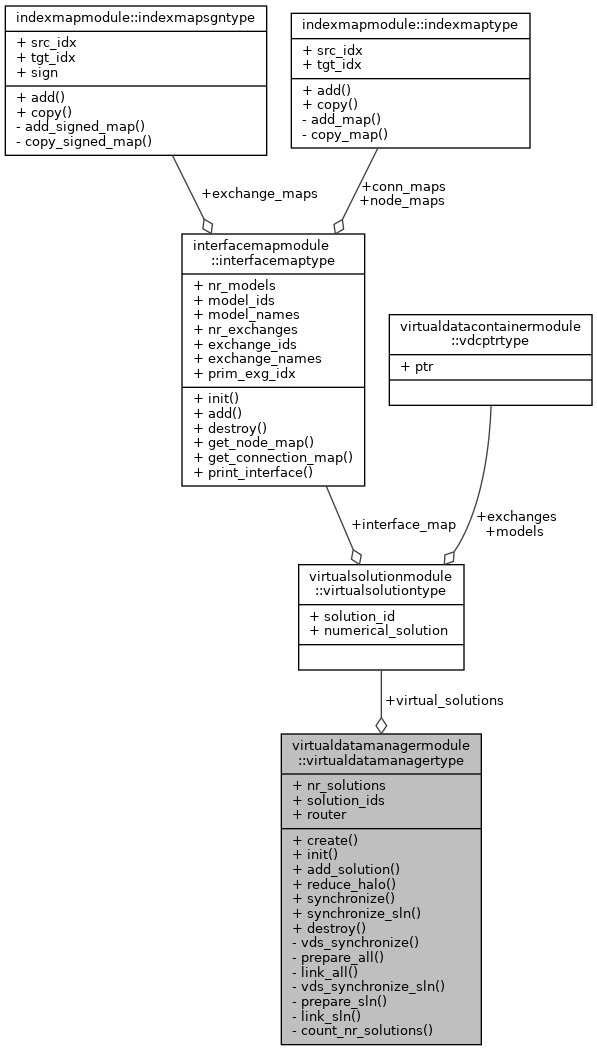 indexmapmodule::indexmapsgntype
+ src_idx
+ tgt_idx
+ sign
+ add()
+ copy()
- add_signed_map()
- copy_signed_map()
indexmapmodule::indexmaptype
+ src_idx
+ tgt_idx
+ add()
+ copy()
- add_map()
- copy_map()
+exchange_maps
+conn_maps
+node_maps
interfacemapmodule
::interfacemaptype
+ nr_models
+ model_ids
+ model_names
+ nr_exchanges
+ exchange_ids
+ exchange_names
+ prim_exg_idx
+ init()
+ add()
+ destroy()
+ get_node_map()
+ get_connection_map()
+ print_interface()
virtualdatacontainermodule
::vdcptrtype
+ ptr
+interface_map
+exchanges
+models
virtualsolutionmodule
::virtualsolutiontype
+ solution_id
+ numerical_solution
+virtual_solutions
virtualdatamanagermodule
::virtualdatamanagertype
+ nr_solutions
+ solution_ids
+ router
+ create()
+ init()
+ add_solution()
+ reduce_halo()
+ synchronize()
+ synchronize_sln()
+ destroy()
- vds_synchronize()
- prepare_all()
- link_all()
- vds_synchronize_sln()
- prepare_sln()
- link_sln()
- count_nr_solutions()